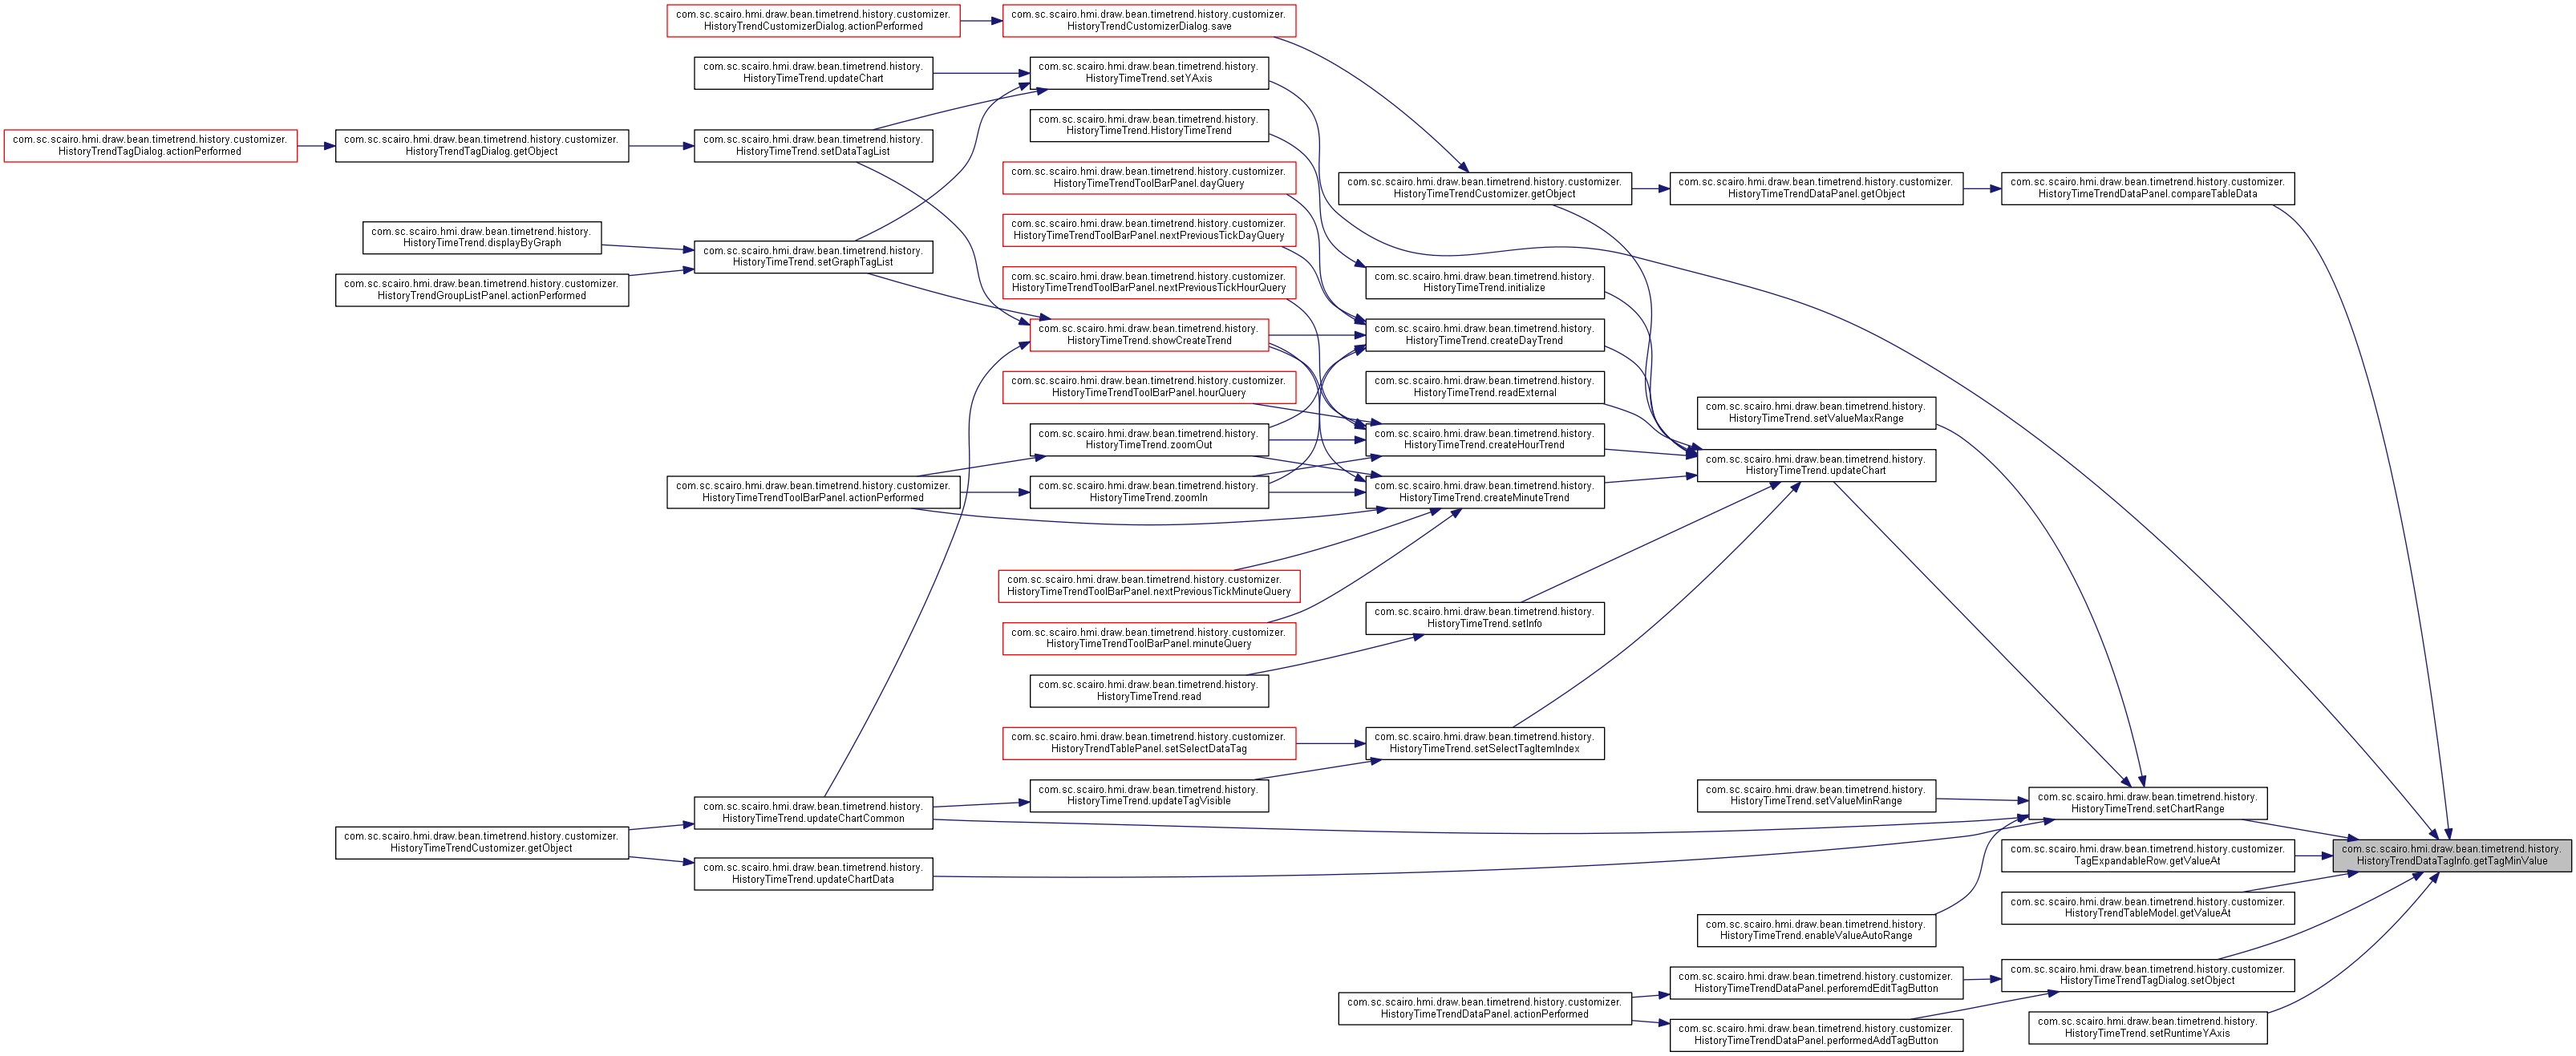 com.sc.scairo.hmi.draw.bean.timetrend.history.customizer.
HistoryTrendCustomizerDialog.actionPerformed
com.sc.scairo.hmi.draw.bean.timetrend.history.customizer.
HistoryTrendCustomizerDialog.save
com.sc.scairo.hmi.draw.bean.timetrend.history.
HistoryTimeTrend.updateChart
com.sc.scairo.hmi.draw.bean.timetrend.history.
HistoryTimeTrend.setYAxis
com.sc.scairo.hmi.draw.bean.timetrend.history.
HistoryTimeTrend.HistoryTimeTrend
com.sc.scairo.hmi.draw.bean.timetrend.history.customizer.
HistoryTrendTagDialog.actionPerformed
com.sc.scairo.hmi.draw.bean.timetrend.history.customizer.
HistoryTrendTagDialog.getObject
com.sc.scairo.hmi.draw.bean.timetrend.history.
HistoryTimeTrend.setDataTagList
com.sc.scairo.hmi.draw.bean.timetrend.history.customizer.
HistoryTimeTrendToolBarPanel.dayQuery
com.sc.scairo.hmi.draw.bean.timetrend.history.customizer.
HistoryTimeTrendCustomizer.getObject
com.sc.scairo.hmi.draw.bean.timetrend.history.customizer.
HistoryTimeTrendDataPanel.getObject
com.sc.scairo.hmi.draw.bean.timetrend.history.customizer.
HistoryTimeTrendDataPanel.compareTableData
com.sc.scairo.hmi.draw.bean.timetrend.history.
HistoryTimeTrend.displayByGraph
com.sc.scairo.hmi.draw.bean.timetrend.history.
HistoryTimeTrend.setGraphTagList
com.sc.scairo.hmi.draw.bean.timetrend.history.customizer.
HistoryTimeTrendToolBarPanel.nextPreviousTickDayQuery
com.sc.scairo.hmi.draw.bean.timetrend.history.customizer.
HistoryTrendGroupListPanel.actionPerformed
com.sc.scairo.hmi.draw.bean.timetrend.history.customizer.
HistoryTimeTrendToolBarPanel.nextPreviousTickHourQuery
com.sc.scairo.hmi.draw.bean.timetrend.history.
HistoryTimeTrend.initialize
com.sc.scairo.hmi.draw.bean.timetrend.history.
HistoryTimeTrend.showCreateTrend
com.sc.scairo.hmi.draw.bean.timetrend.history.
HistoryTimeTrend.createDayTrend
com.sc.scairo.hmi.draw.bean.timetrend.history.customizer.
HistoryTimeTrendToolBarPanel.hourQuery
com.sc.scairo.hmi.draw.bean.timetrend.history.
HistoryTimeTrend.readExternal
com.sc.scairo.hmi.draw.bean.timetrend.history.
HistoryTimeTrend.setValueMaxRange
com.sc.scairo.hmi.draw.bean.timetrend.history.
HistoryTimeTrend.zoomOut
com.sc.scairo.hmi.draw.bean.timetrend.history.
HistoryTimeTrend.createHourTrend
com.sc.scairo.hmi.draw.bean.timetrend.history.
HistoryTimeTrend.updateChart
com.sc.scairo.hmi.draw.bean.timetrend.history.customizer.
HistoryTimeTrendToolBarPanel.actionPerformed
com.sc.scairo.hmi.draw.bean.timetrend.history.
HistoryTimeTrend.zoomIn
com.sc.scairo.hmi.draw.bean.timetrend.history.
HistoryTimeTrend.createMinuteTrend
com.sc.scairo.hmi.draw.bean.timetrend.history.customizer.
HistoryTimeTrendToolBarPanel.nextPreviousTickMinuteQuery
com.sc.scairo.hmi.draw.bean.timetrend.history.customizer.
HistoryTimeTrendToolBarPanel.minuteQuery
com.sc.scairo.hmi.draw.bean.timetrend.history.
HistoryTimeTrend.setInfo
com.sc.scairo.hmi.draw.bean.timetrend.history.
HistoryTimeTrend.read
com.sc.scairo.hmi.draw.bean.timetrend.history.customizer.
HistoryTrendTablePanel.setSelectDataTag
com.sc.scairo.hmi.draw.bean.timetrend.history.
HistoryTimeTrend.setSelectTagItemIndex
com.sc.scairo.hmi.draw.bean.timetrend.history.
HistoryTimeTrend.updateTagVisible
com.sc.scairo.hmi.draw.bean.timetrend.history.
HistoryTimeTrend.setValueMinRange
com.sc.scairo.hmi.draw.bean.timetrend.history.
HistoryTimeTrend.setChartRange
com.sc.scairo.hmi.draw.bean.timetrend.history.
HistoryTimeTrend.updateChartCommon
com.sc.scairo.hmi.draw.bean.timetrend.history.customizer.
HistoryTimeTrendCustomizer.getObject
com.sc.scairo.hmi.draw.bean.timetrend.history.
HistoryTimeTrend.updateChartData
com.sc.scairo.hmi.draw.bean.timetrend.history.customizer.
TagExpandableRow.getValueAt
com.sc.scairo.hmi.draw.bean.timetrend.history.
HistoryTrendDataTagInfo.getTagMinValue
com.sc.scairo.hmi.draw.bean.timetrend.history.customizer.
HistoryTrendTableModel.getValueAt
com.sc.scairo.hmi.draw.bean.timetrend.history.
HistoryTimeTrend.enableValueAutoRange
com.sc.scairo.hmi.draw.bean.timetrend.history.customizer.
HistoryTimeTrendDataPanel.perforemdEditTagButton
com.sc.scairo.hmi.draw.bean.timetrend.history.customizer.
HistoryTimeTrendTagDialog.setObject
com.sc.scairo.hmi.draw.bean.timetrend.history.customizer.
HistoryTimeTrendDataPanel.actionPerformed
com.sc.scairo.hmi.draw.bean.timetrend.history.customizer.
HistoryTimeTrendDataPanel.performedAddTagButton
com.sc.scairo.hmi.draw.bean.timetrend.history.
HistoryTimeTrend.setRuntimeYAxis